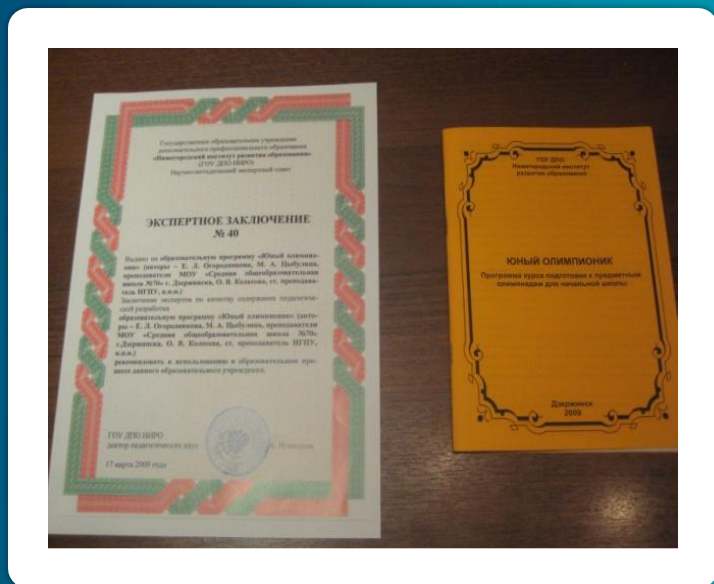 Государственное образовательное учреждение
дополнительного профессионального образования
«Нижегородский институт развития образования»
(ГОУ ДПО НИРО)
Научно-методический экспертный совет
ЭКСПЕРТНОЕ ЗАКЛЮЧЕНИЕ
№ 40
Выдано на образовательную программу «Юный олимпио-
ник» (авторы – Е. Л. Огородникова, М. А. Цыбулина,
преподаватели МОУ «Средняя общеобразовательная
школа №70» г. Дзержинска, О. В. Колесова, ст. преподава-
тель НГПУ, к.п.н.)
Заключение экспертов по качеству содержания педагогиче-
ской разработки
образовательную программу «Юный олимпионик» (авто-
ры – Е. Л. Огородникова, М. А. Цыбулина, преподаватели
МОУ «Средняя общеобразовательная школа №70»
г.Дзержинска, О. В. Колесова, ст. преподаватель НГПУ,
к.п.н.)
рекомендовать к использованию в образовательном про-
цессе данного образовательного учреждения.
ГОУ ДПО НИРО
доктор педагогических наук
17 марта 2009 года
ГОУ ДПО
Нижегородский институт
развития образования
ЮНЫЙ ОЛИМПИОНИК
Программа курса подготовки к предметным
олимпиадам для начальной школы
Дзержинск
2009